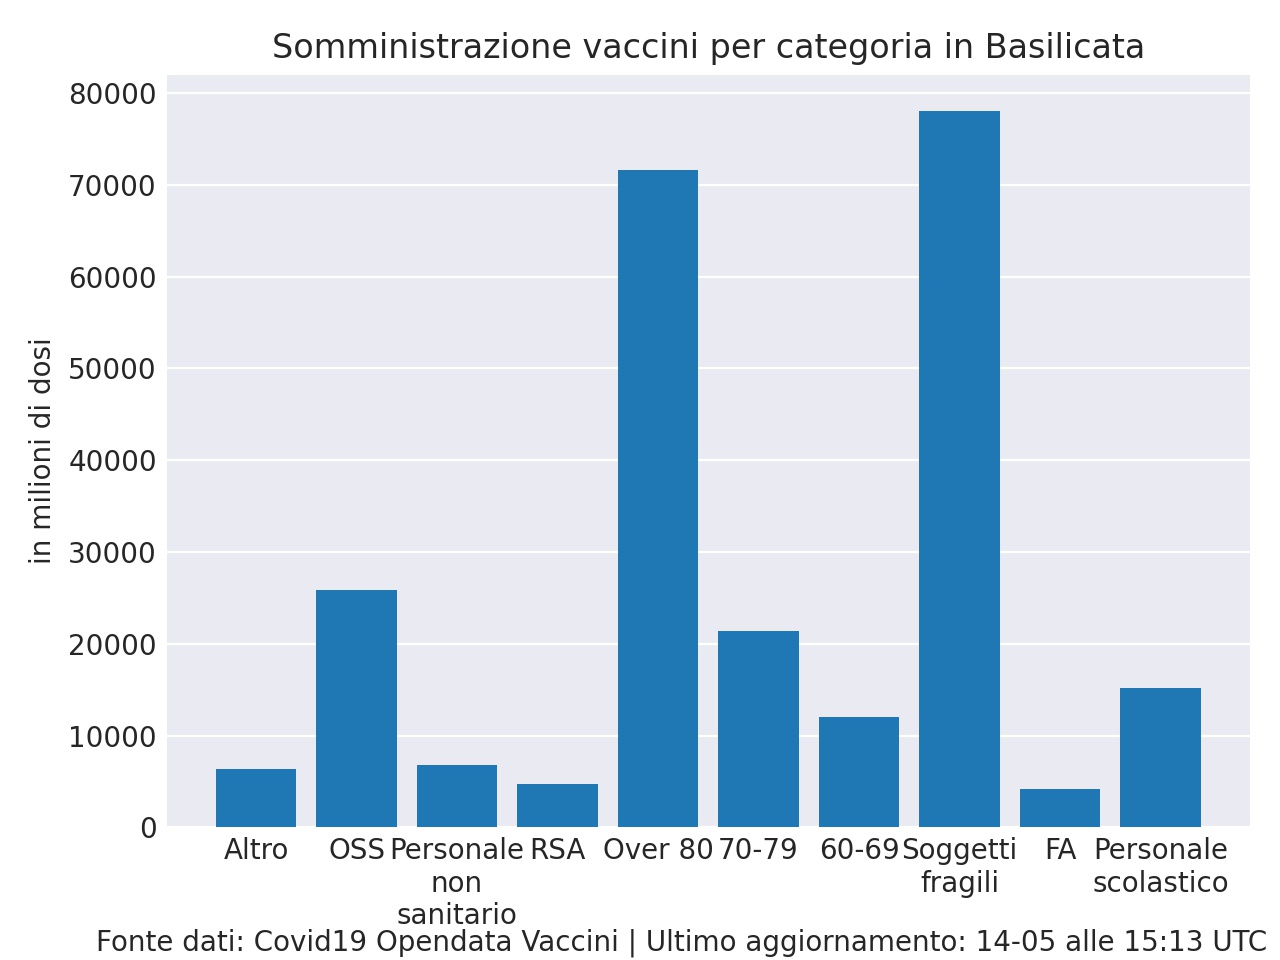 Somministrazione vaccini per categoria in Basilicata
in milioni di dosi
80000
70000
60000
50000
40000
30000
20000
10000
0
Altro
OSS
Personale
non
sanitario
RSA
Over 80
70-79
60-69
Soggetti
fragili
FA
Personale
scolastico
Fonte dati: Covid19 Opendata Vaccini | Ultimo aggiornamento: 14-05 alle 15:13 UTC